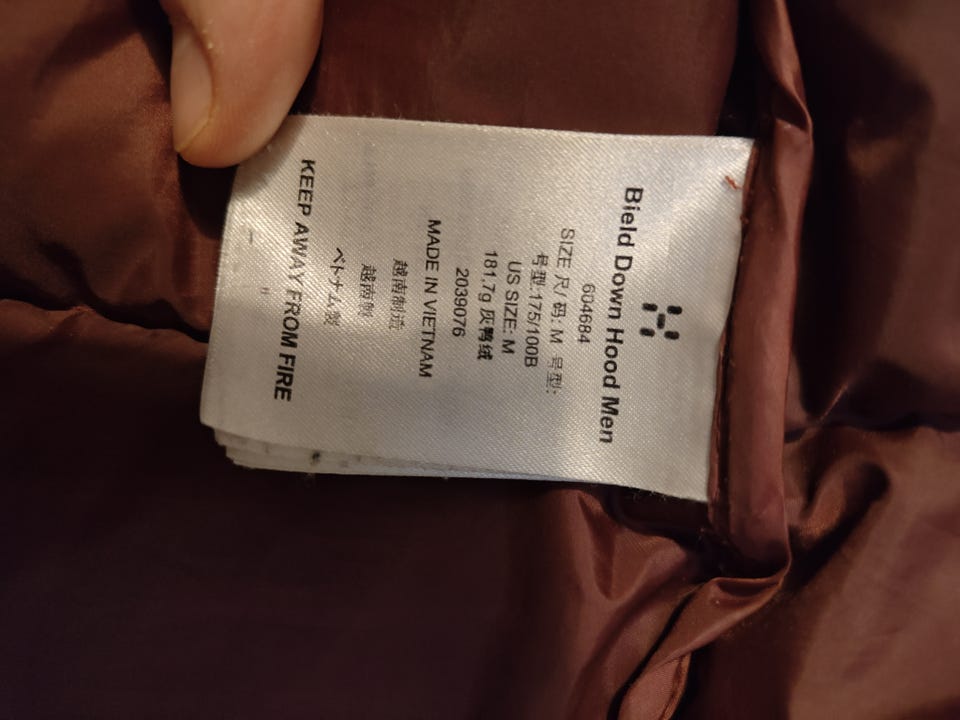 Bield Down Hood Men
604684
SIZE 尺/码: M 号型:
号型:175/100B
US SIZE: M
181.7g 灰鸭绒
2039076
MADE IN VIETNAM
越南制造
越南製
ベトナム製
KEEP AWAY FROM FIRE